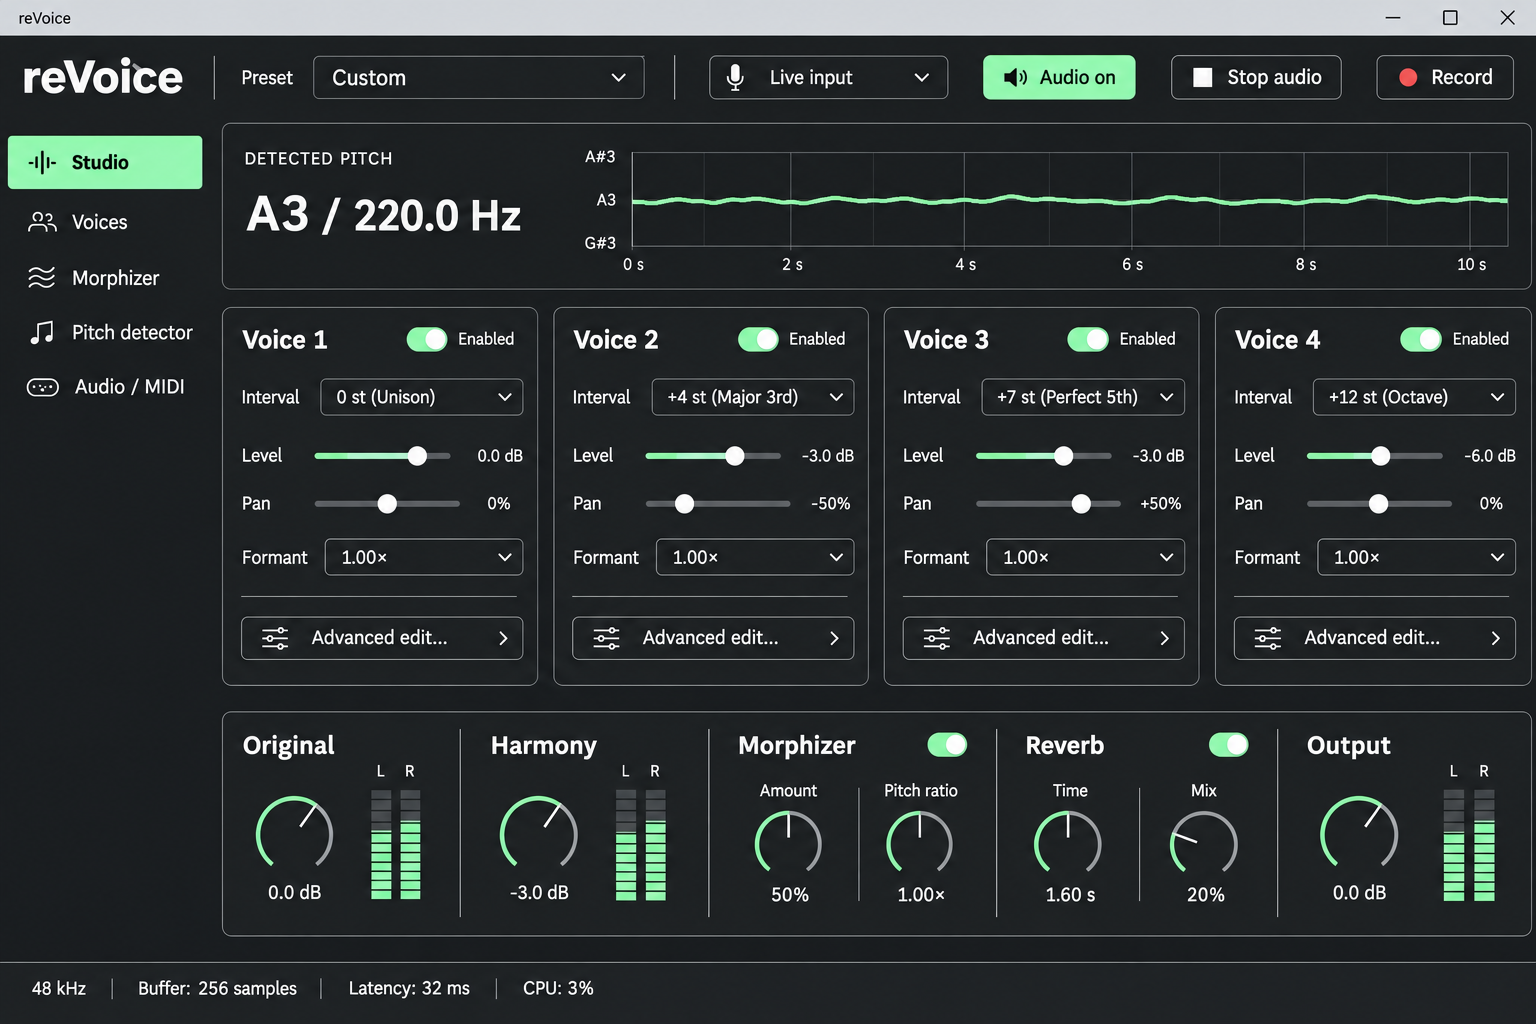 reVoice
reVoice
Preset
Custom
Live input
Audio on
Stop audio
Record
Studio
Voices
Morphizer
Pitch detector
Audio / MIDI
DETECTED PITCH
A3 / 220.0 Hz
A#3
A3
G#3
0 s
2 s
4 s
6 s
8 s
10 s
Voice 1
Enabled
Interval
0 st (Unison)
Level
0.0 dB
Pan
0%
Formant
1.00×
Advanced edit...
Voice 2
Enabled
Interval
+4 st (Major 3rd)
Level
-3.0 dB
Pan
-50%
Formant
1.00×
Advanced edit...
Voice 3
Enabled
Interval
+7 st (Perfect 5th)
Level
-3.0 dB
Pan
+50%
Formant
1.00×
Advanced edit...
Voice 4
Enabled
Interval
+12 st (Octave)
Level
-6.0 dB
Pan
0%
Formant
1.00×
Advanced edit...
Original
L R
0.0 dB
Harmony
L R
-3.0 dB
Morphizer
Amount
50%
Pitch ratio
1.00×
Reverb
Time
1.60 s
Mix
20%
Output
L R
0.0 dB
48 kHz
Buffer: 256 samples
Latency: 32 ms
CPU: 3%